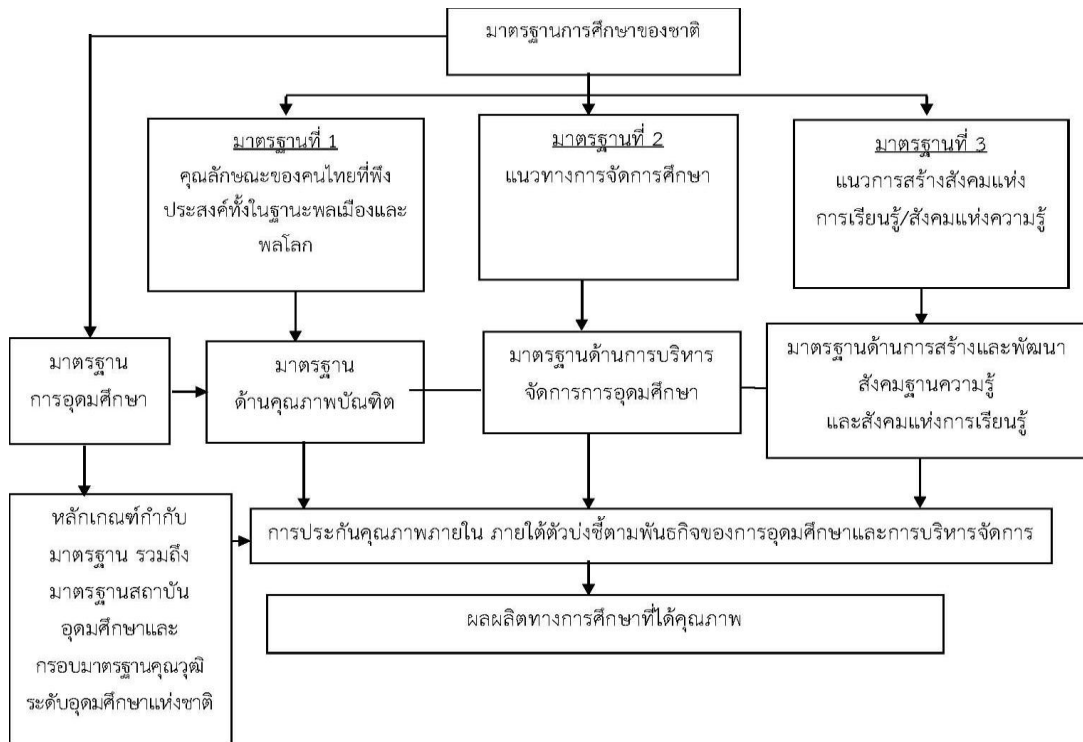 มาตรฐานการศึกษาของชาติ
มาตรฐานที่ 1
คุณลักษณะของคนไทยที่พึง
ประสงค์ทั้งในฐานะพลเมืองและ
พลโลก
มาตรฐานที่ 2
แนวทางการจัดการศึกษา
มาตรฐานที่ 3
แนวการสร้างสังคมแห่ง
การเรียนรู้/สังคมแห่งความรู้
มาตรฐาน
การอุดมศึกษา
มาตรฐาน
ด้านคุณภาพบัณฑิต
มาตรฐานด้านการบริหาร
จัดการการอุดมศึกษา
มาตรฐานด้านการสร้างและพัฒนา
สังคมฐานความรู้
และสังคมแห่งการเรียนรู้
หลักเกณฑ์กำกับ
มาตรฐาน รวมถึง
มาตรฐานสถาบัน
อุดมศึกษาและ
กรอบมาตรฐานคุณวุฒิ
ระดับอุดมศึกษาแห่งชาติ
การประกันคุณภาพภายใน ภายใต้ตัวบ่งชี้ตามพันธกิจของการอุดมศึกษาและการบริหารจัดการ
ผลผลิตทางการศึกษาที่ได้คุณภาพ